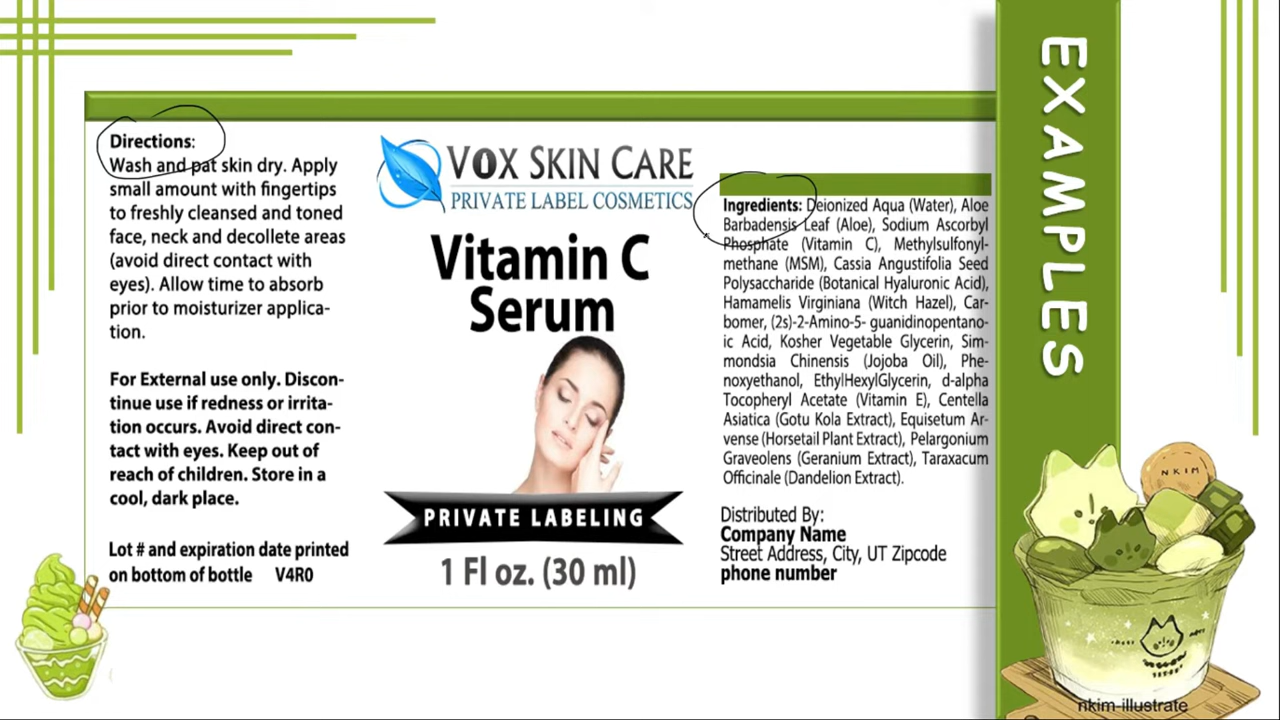 Directions:
Wash and pat skin dry. Apply
small amount with fingertips
to freshly cleansed and toned
face, neck and decollete areas
(avoid direct contact with
eyes). Allow time to absorb
prior to moisturizer applica-
tion.
For External use only. Discon-
tinue use if redness or irrita-
tion occurs. Avoid direct con-
tact with eyes. Keep out of
reach of children. Store in a
cool, dark place.
Lot # and expiration date printed
on bottom of bottle V4R0
VOX SKIN CARE
PRIVATE LABEL COSMETICS
Vitamin C
Serum
PRIVATE LABELING
1 Fl oz. (30 ml)
Ingredients: Deionized Aqua (Water), Aloe
Barbadensis Leaf (Aloe), Sodium Ascorbyl
Phosphate (Vitamin C), Methylsulfonyl-
methane (MSM), Cassia Angustifolia Seed
Polysaccharide (Botanical Hyaluronic Acid),
Hamamelis Virginiana (Witch Hazel), Car-
bomer, (2s)-2-Amino-5- guanidinopentano-
ic Acid, Kosher Vegetable Glycerin, Sim-
mondsia Chinensis (Jojoba Oil), Phe-
noxyethanol, EthylHexylGlycerin, d-alpha
Tocopheryl Acetate (Vitamin E), Centella
Asiatica (Gotu Kola Extract), Equisetum Ar-
vense (Horsetail Plant Extract), Pelargonium
Graveolens (Geranium Extract), Taraxacum
Officinale (Dandelion Extract).
Distributed By:
Company Name
Street Address, City, UT Zipcode
phone number
EXAMPLES
NKIM
nkim-illustrate